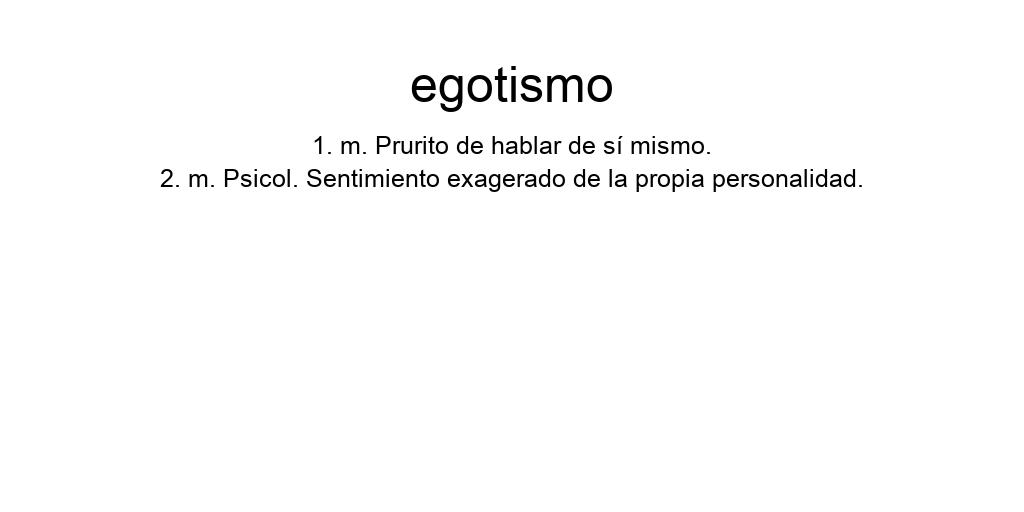 egotismo
1. m. Prurito de hablar de sí mismo.
2. m. Psicol. Sentimiento exagerado de la propia personalidad.